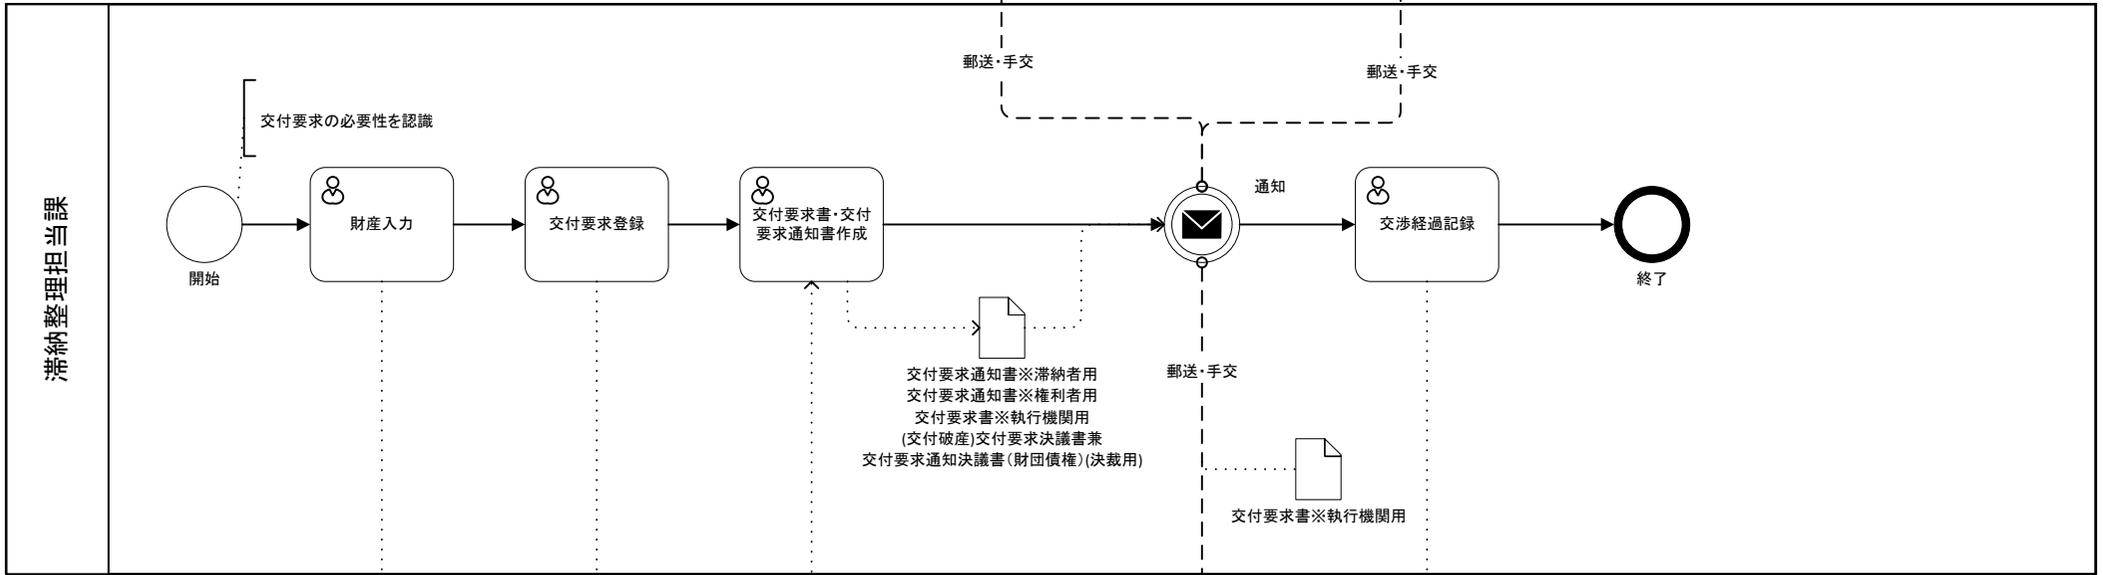 滞納整理担当課
郵送・手交
郵送・手交
交付要求の必要性を認識
開始
財産入力
交付要求登録
交付要求書・交付
要求通知書作成
通知
交渉経過記録
終了
交付要求通知書※滞納者用
交付要求通知書※権利者用
交付要求書※執行機関用
(交付破産)交付要求決議書兼
交付要求通知決議書（財団債権）(決裁用)
郵送・手交
交付要求書※執行機関用